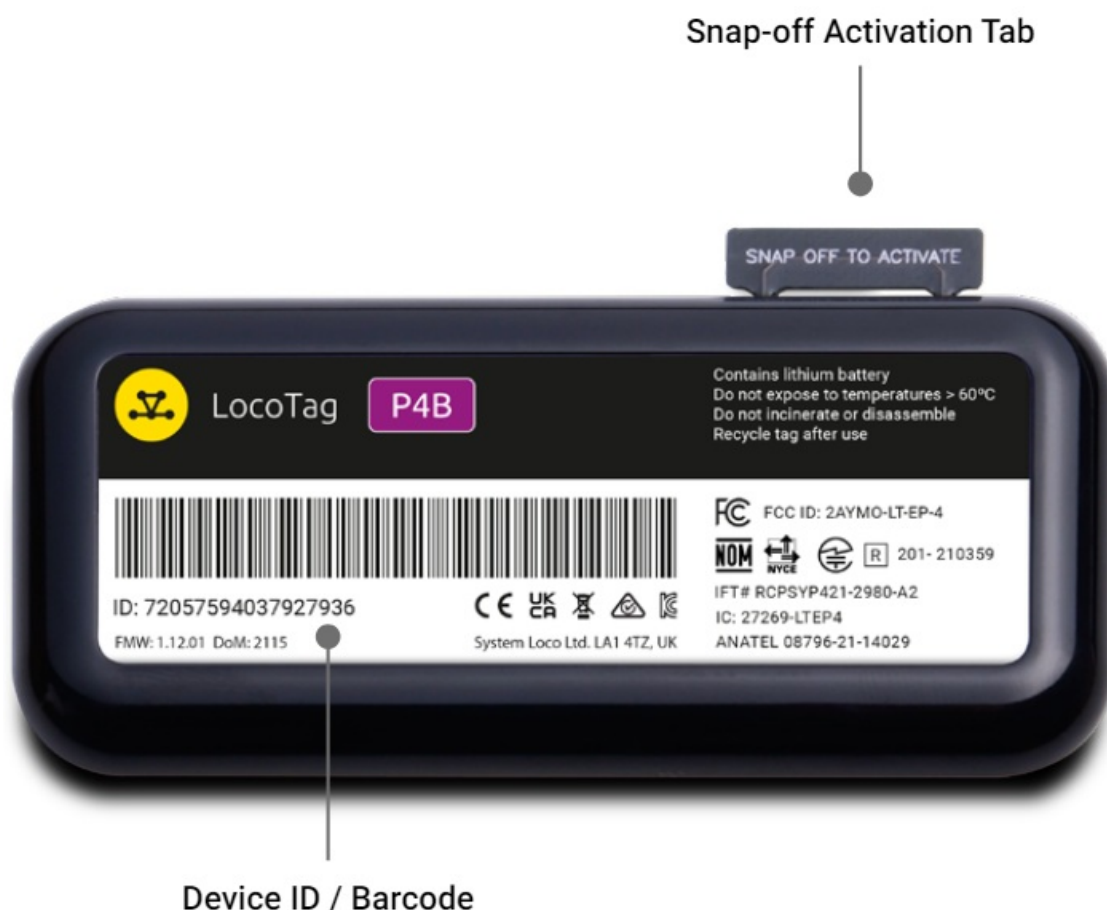 Snap-off Activation Tab
SNAP OFF TO ACTIVATE
LocoTag
P4B
Contains lithium battery
Do not expose to temperatures > 60ºC
Do not incinerate or disassemble
Recycle tag after use
ID: 72057594037927936
FMW: 1.12.01 DoM: 2115
CE UK CA
System Loco Ltd. LA1 4TZ, UK
FC FCC ID: 2AYMO-LT-EP-4
NOM NYCE R 201- 210359
IFT# RCPSYP421-2980-A2
IC: 27269-LTEP4
ANATEL 08796-21-14029
Device ID / Barcode